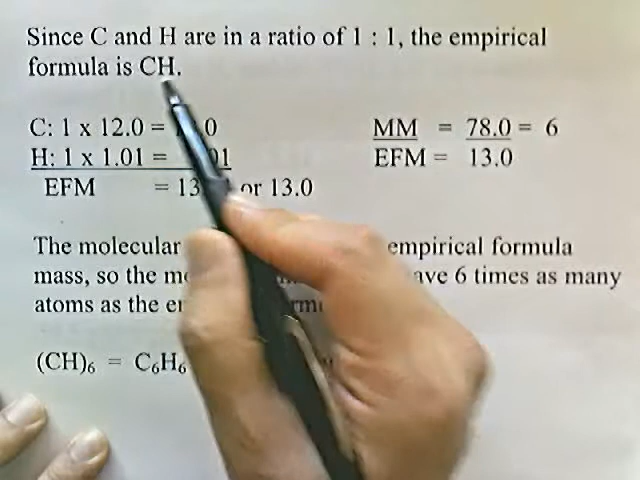 Since C and H are in a ratio of 1 : 1, the empirical
formula is CH.
C: 1 x 12.0 = 0
H: 1 x 1.01 = 01
EFM = 13 or 13.0
MM = 78.0 = 6
EFM = 13.0
The molecular empirical formula
mass, so the ave 6 times as many
atoms as the
(CH)₆ = C₆H₆